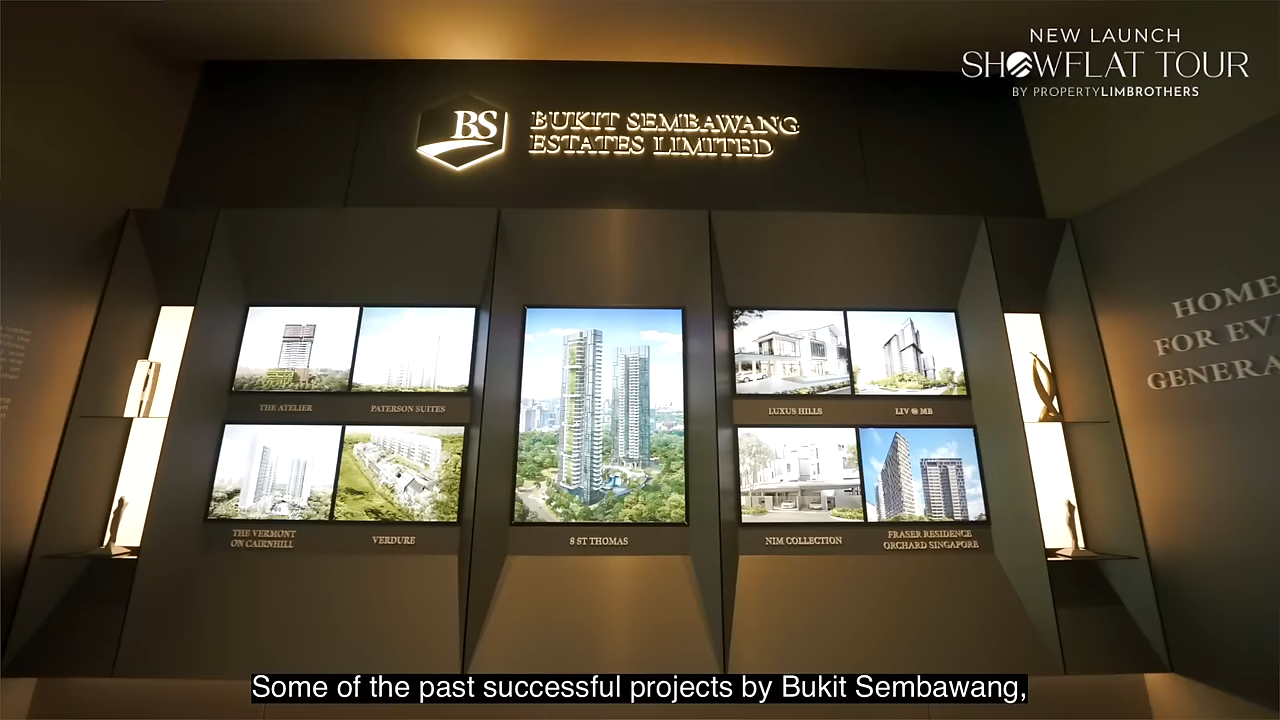 NEW LAUNCH
SHOWFLAT TOUR
BY PROPERTYLIMBROTHERS
BS
BUKIT SEMBAWANG
ESTATES LIMITED
HOME
FOR EV
GENERA
THE ATELIER
PATERSON SUITES
LUXUS HILLS
LIV @ MB
THE VERMONT
ON CAIRNHILL
VERDURE
8 ST THOMAS
NIM COLLECTION
FRASER RESIDENCE
ORCHARD SINGAPORE
Some of the past successful projects by Bukit Sembawang,